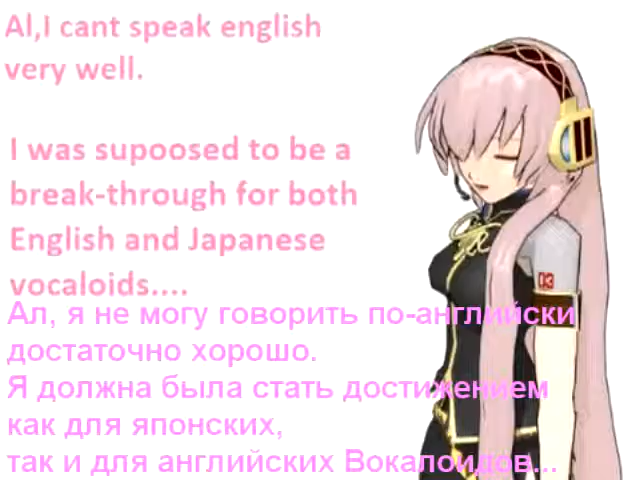 Al,I cant speak english
very well.
I was supoosed to be a
break-through for both
English and Japanese
vocaloids....
Ал, я не могу говорить по-английски
достаточно хорошо.
Я должна была стать достижением
как для японских,
так и для английских Вокалоидов...
03